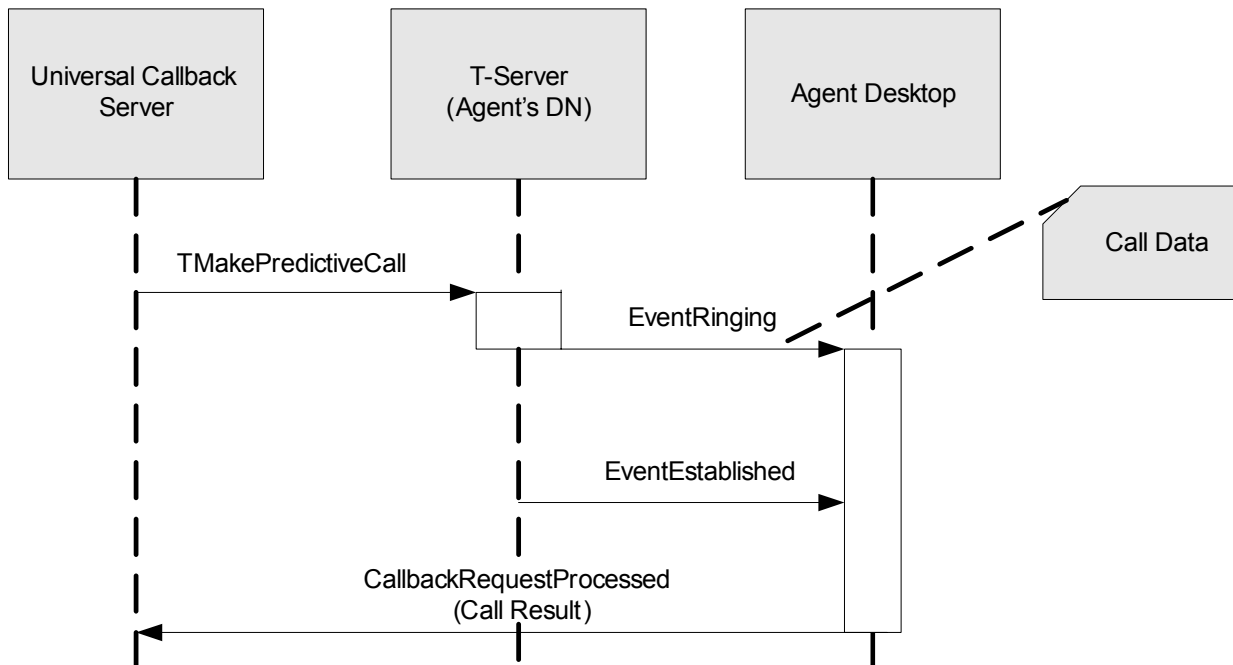 Universal Callback
Server
T-Server
(Agent's DN)
Agent Desktop
Call Data
TMakePredictiveCall
EventRinging
EventEstablished
CallbackRequestProcessed
(Call Result)